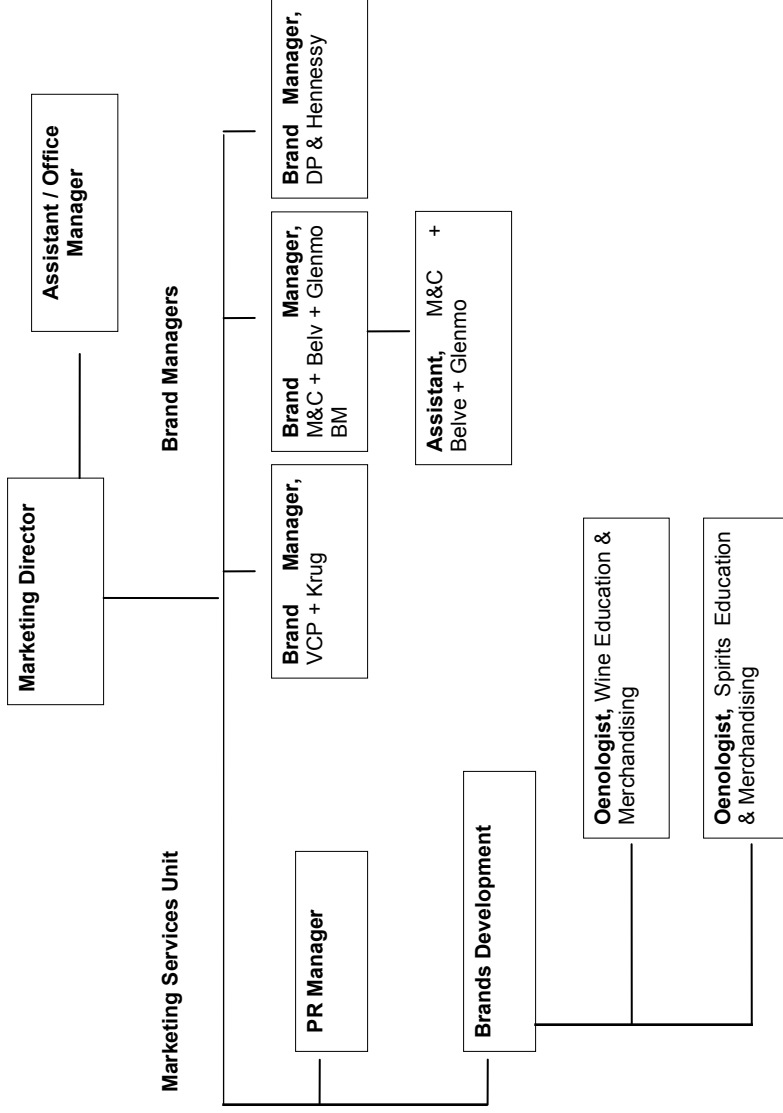 Marketing Director
Assistant / Office
Manager
Marketing Services Unit
Brand Managers
PR Manager
Brand Manager,
VCP + Krug
Brand Manager,
M&C + Belv + Glenmo
BM
Brand Manager,
DP & Hennessy
Brands Development
Assistant, M&C +
Belve + Glenmo
Oenologist, Wine Education &
Merchandising
Oenologist, Spirits Education
& Merchandising